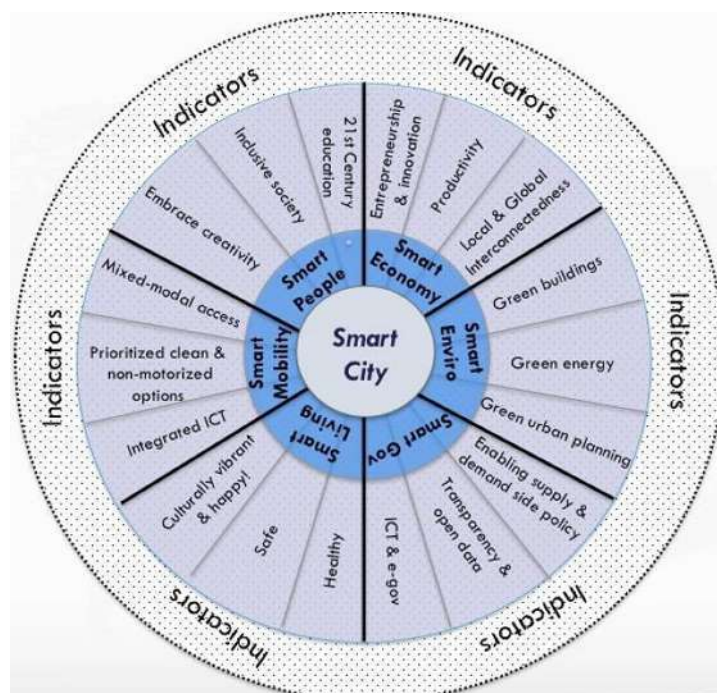 Smart
City
Smart
People
Smart
Economy
Smart
Enviro
Smart Gov
Smart
Living
Smart
Mobility
21st Century
education
Inclusive society
Embrace creativity
Entrepreneurship
& innovation
Productivity
Local & Global
Interconnectedness
Green buildings
Green energy
Green urban planning
Enabling supply &
demand side policy
Transparency &
open data
ICT & e-gov
Healthy
Safe
Culturally vibrant
& happy!
Integrated ICT
Prioritized clean &
non-motorized
options
Mixed-modal access
Indicators
Indicators
Indicators
Indicators
Indicators
Indicators